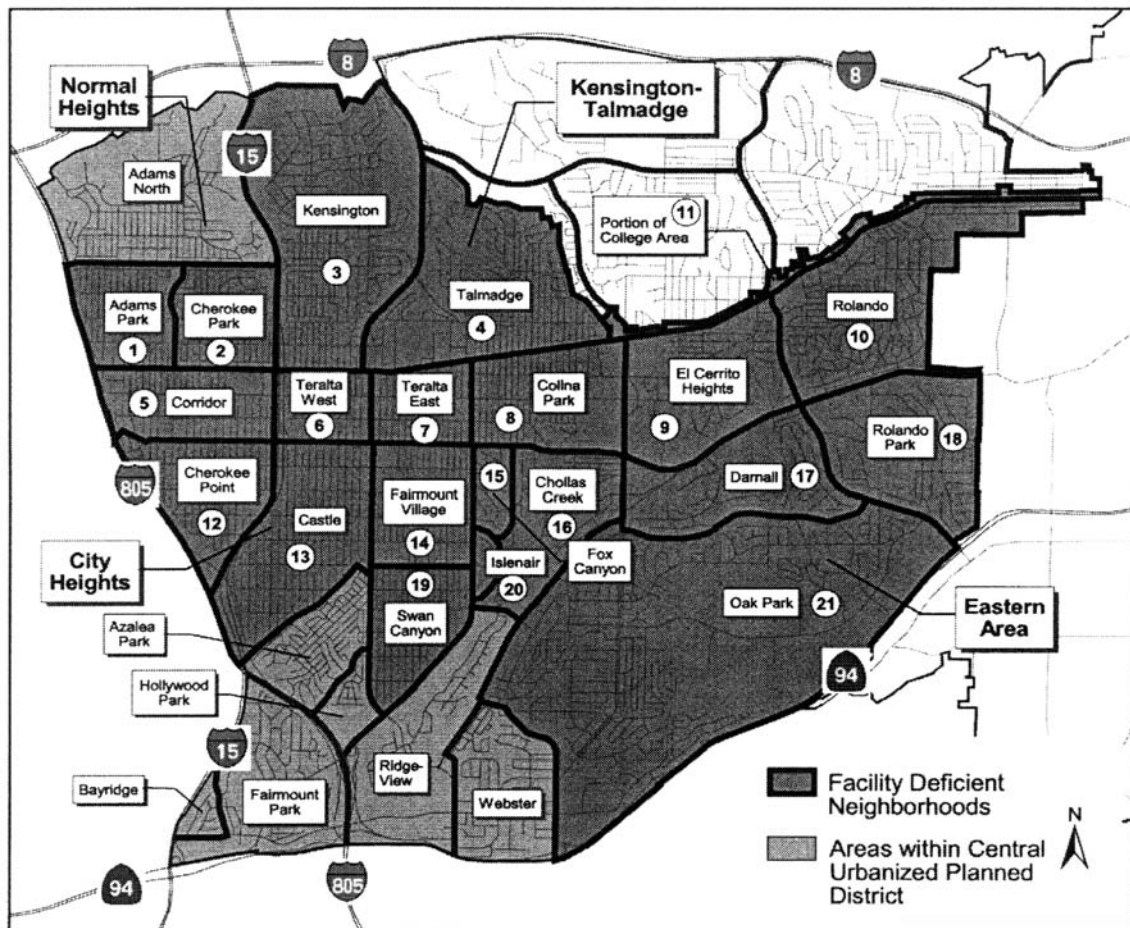 8
8
Normal
Heights
Kensington-
Talmadge
15
Adams
North
Kensington
3
11
Portion of
College Area
Talmadge
4
Rolando
10
Adams
Park
1
Cherokee
Park
2
El Cerrito
Heights
9
5
Corridor
Teralta
West
6
Teralta
East
7
Colina
Park
8
Rolando
Park
18
805
Cherokee
Point
12
Castle
13
Fairmount
Village
14
15
Chollas
Creek
16
Darnall
17
City
Heights
Islenair
20
Fox
Canyon
19
Swan
Canyon
Oak Park
21
Eastern
Area
Azalea
Park
Hollywood
Park
94
15
Bayridge
Fairmount
Park
Ridge-
View
Webster
94
805
Facility Deficient
Neighborhoods
Areas within Central
Urbanized Planned
District
N